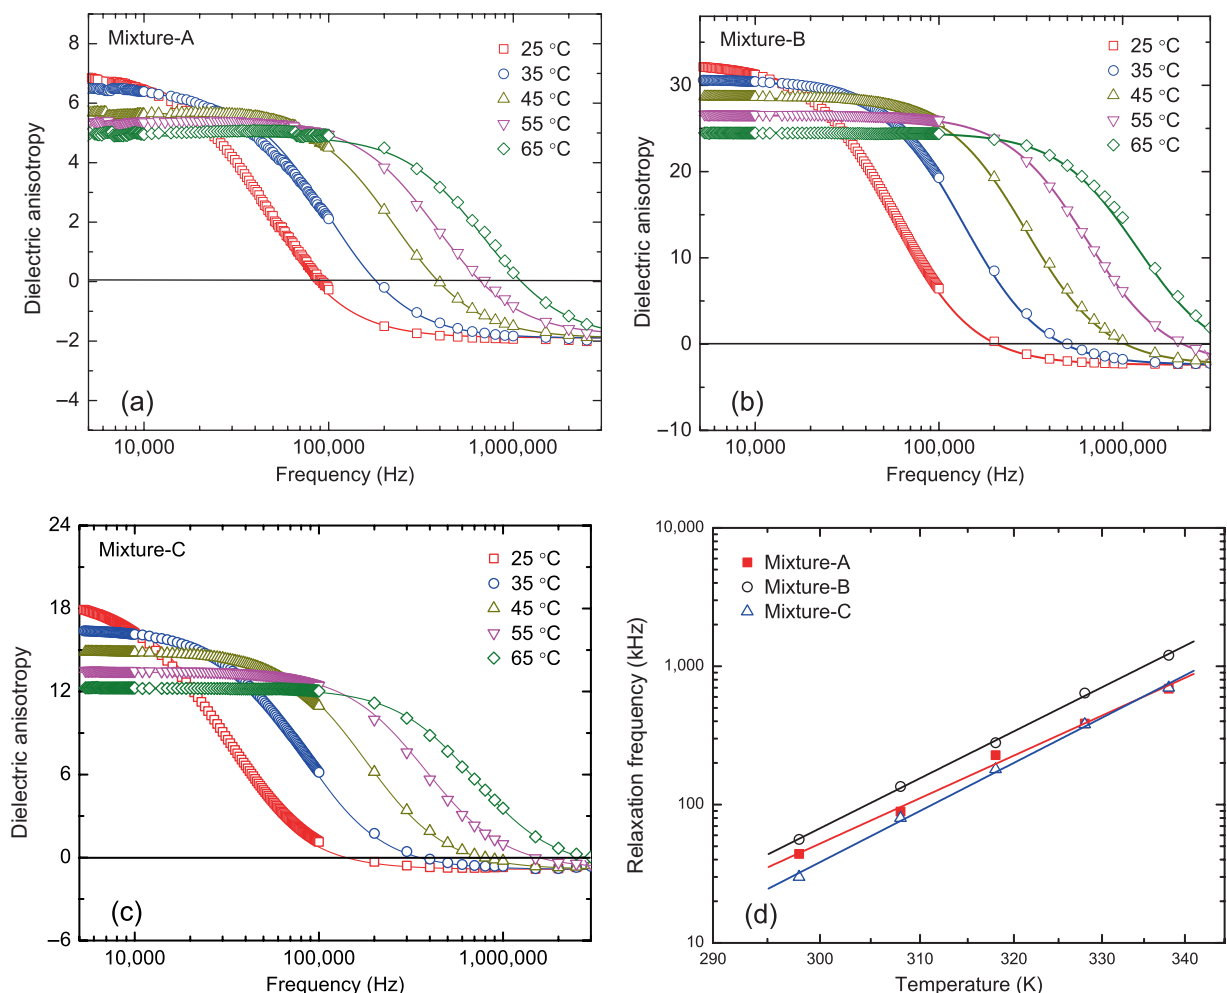 Mixture-A
25 °C
35 °C
45 °C
55 °C
65 °C
8
6
4
2
0
−2
−4
Dielectric anisotropy
(a)
10,000
100,000
1,000,000
Frequency (Hz)
Mixture-B
25 °C
35 °C
45 °C
55 °C
65 °C
30
20
10
0
−10
Dielectric anisotropy
(b)
10,000
100,000
1,000,000
Frequency (Hz)
Mixture-C
25 °C
35 °C
45 °C
55 °C
65 °C
24
18
12
6
0
−6
Dielectric anisotropy
(c)
10,000
100,000
1,000,000
Frequency (Hz)
Mixture-A
Mixture-B
Mixture-C
10,000
1,000
100
10
Relaxation frequency (kHz)
(d)
290
300
310
320
330
340
Temperature (K)